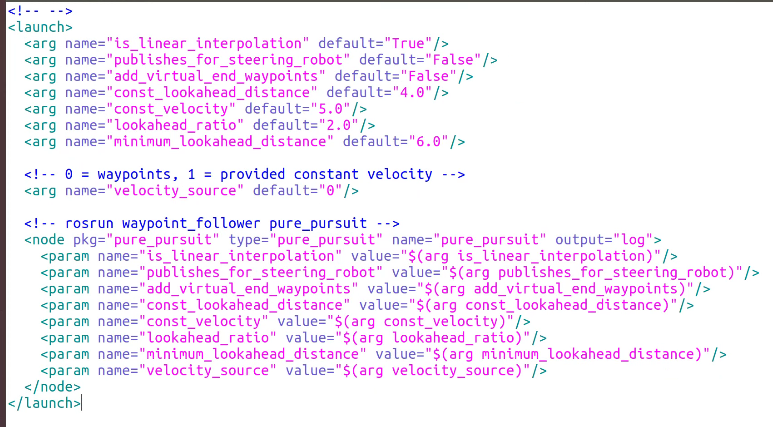 <!-- -->
<launch>
  <arg name="is_linear_interpolation" default="True"/>
  <arg name="publishes_for_steering_robot" default="False"/>
  <arg name="add_virtual_end_waypoints" default="False"/>
  <arg name="const_lookahead_distance" default="4.0"/>
  <arg name="const_velocity" default="5.0"/>
  <arg name="lookahead_ratio" default="2.0"/>
  <arg name="minimum_lookahead_distance" default="6.0"/>

  <!-- 0 = waypoints, 1 = provided constant velocity -->
  <arg name="velocity_source" default="0"/>

  <!-- rosrun waypoint_follower pure_pursuit -->
  <node pkg="pure_pursuit" type="pure_pursuit" name="pure_pursuit" output="log">
    <param name="is_linear_interpolation" value="$(arg is_linear_interpolation)"/>
    <param name="publishes_for_steering_robot" value="$(arg publishes_for_steering_robot)"/>
    <param name="add_virtual_end_waypoints" value="$(arg add_virtual_end_waypoints)"/>
    <param name="const_lookahead_distance" value="$(arg const_lookahead_distance)"/>
    <param name="const_velocity" value="$(arg const_velocity)"/>
    <param name="lookahead_ratio" value="$(arg lookahead_ratio)"/>
    <param name="minimum_lookahead_distance" value="$(arg minimum_lookahead_distance)"/>
    <param name="velocity_source" value="$(arg velocity_source)"/>
  </node>
</launch>